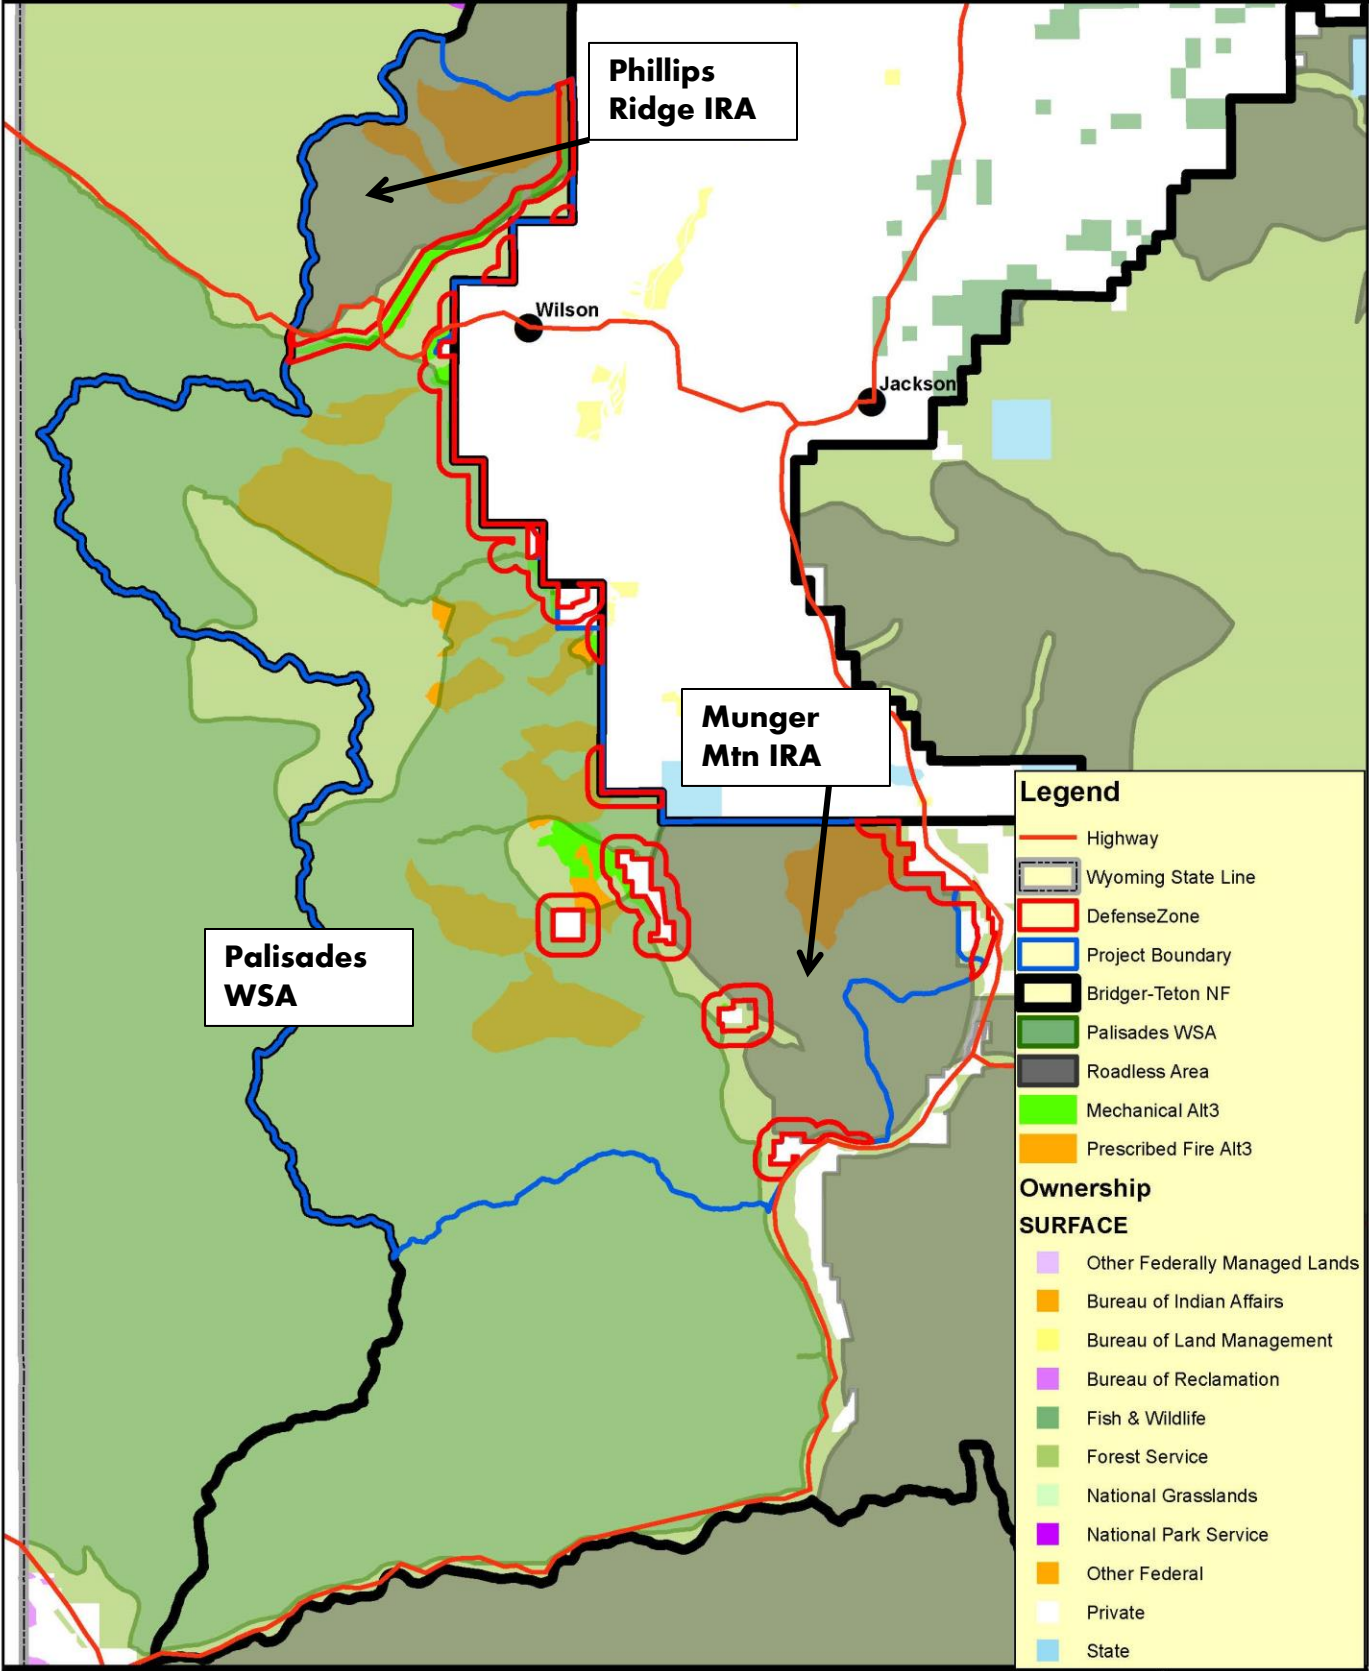 Phillips
Ridge IRA
Wilson
Jackson
Munger
Mtn IRA
Palisades
WSA
Legend
Highway
Wyoming State Line
DefenseZone
Project Boundary
Bridger-Teton NF
Palisades WSA
Roadless Area
Mechanical Alt3
Prescribed Fire Alt3
Ownership
SURFACE
Other Federally Managed Lands
Bureau of Indian Affairs
Bureau of Land Management
Bureau of Reclamation
Fish & Wildlife
Forest Service
National Grasslands
National Park Service
Other Federal
Private
State